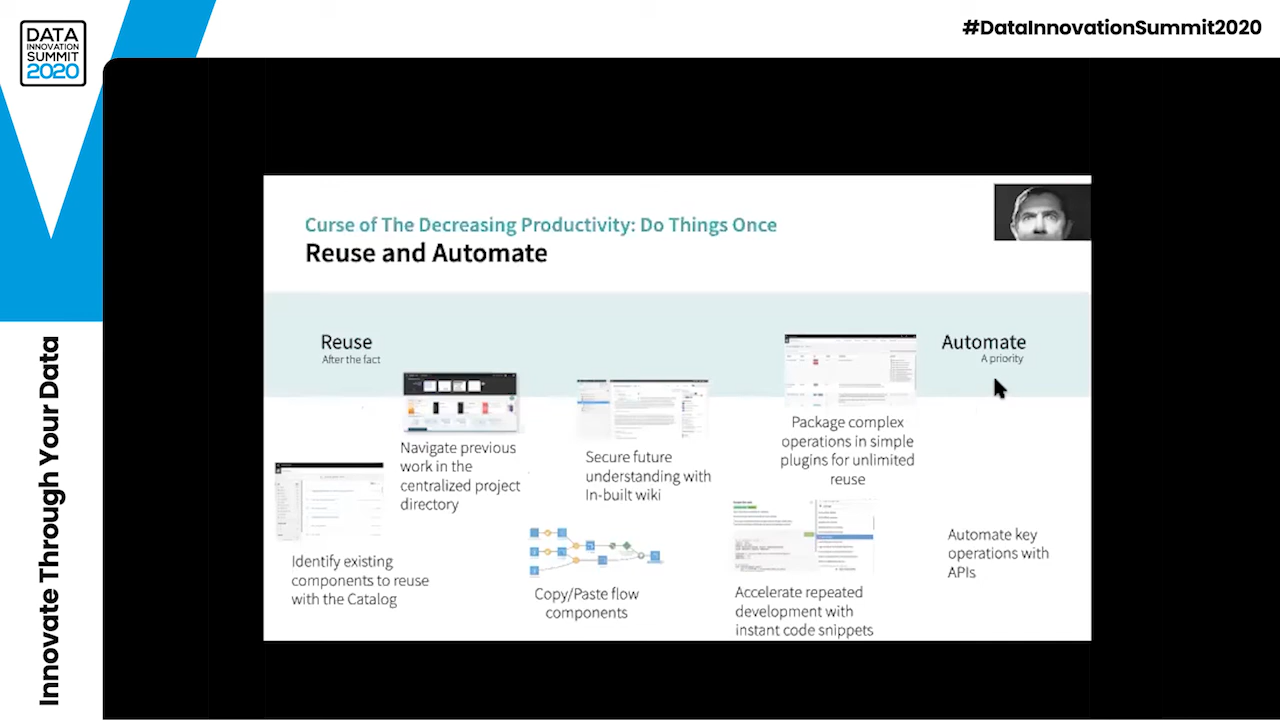 DATA
INNOVATION
SUMMIT
2020
#DataInnovationSummit2020
Innovate Through Your Data
Curse of The Decreasing Productivity: Do Things Once
Reuse and Automate
Reuse
After the fact
Automate
A priority
Navigate previous
work in the
centralized project
directory
Secure future
understanding with
In-built wiki
Package complex
operations in simple
plugins for unlimited
reuse
Identify existing
components to reuse
with the Catalog
Copy/Paste flow
components
Accelerate repeated
development with
instant code snippets
Automate key
operations with
APIs